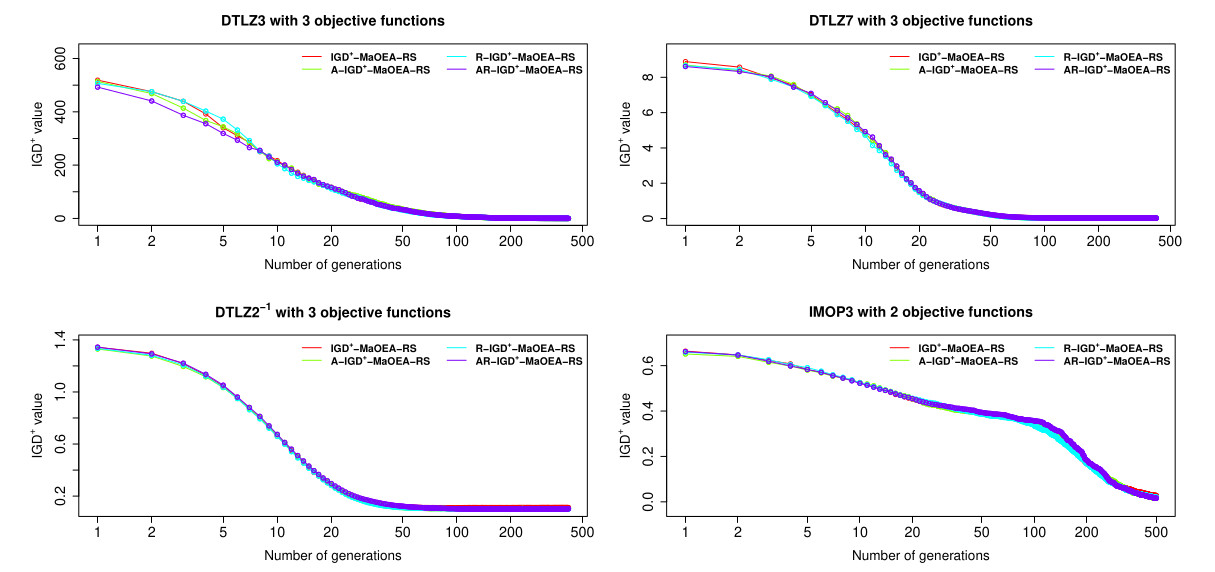 DTLZ3 with 3 objective functions
IGD⁺−MaOEA−RS
A−IGD⁺−MaOEA−RS
R−IGD⁺−MaOEA−RS
AR−IGD⁺−MaOEA−RS
IGD⁺ value
0 200 400 600
1 2 5 10 20 50 100 200 500
Number of generations
DTLZ7 with 3 objective functions
IGD⁺−MaOEA−RS
A−IGD⁺−MaOEA−RS
R−IGD⁺−MaOEA−RS
AR−IGD⁺−MaOEA−RS
IGD⁺ value
0 2 4 6 8
1 2 5 10 20 50 100 200 500
Number of generations
DTLZ2⁻¹ with 3 objective functions
IGD⁺−MaOEA−RS
A−IGD⁺−MaOEA−RS
R−IGD⁺−MaOEA−RS
AR−IGD⁺−MaOEA−RS
IGD⁺ value
0.2 0.6 1.0 1.4
1 2 5 10 20 50 100 200 500
Number of generations
IMOP3 with 2 objective functions
IGD⁺−MaOEA−RS
A−IGD⁺−MaOEA−RS
R−IGD⁺−MaOEA−RS
AR−IGD⁺−MaOEA−RS
IGD⁺ value
0.0 0.2 0.4 0.6
1 2 5 10 20 50 100 200 500
Number of generations